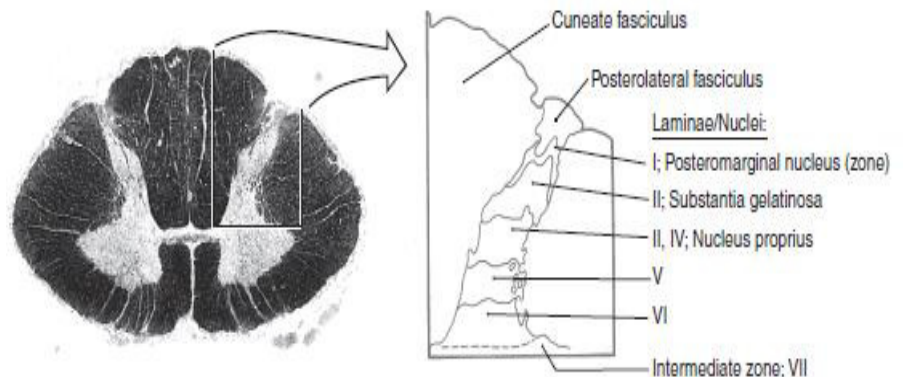 Cuneate fasciculus
Posterolateral fasciculus
Laminae/Nuclei:
I; Posteromarginal nucleus (zone)
II; Substantia gelatinosa
II, IV; Nucleus proprius
V
VI
Intermediate zone; VII